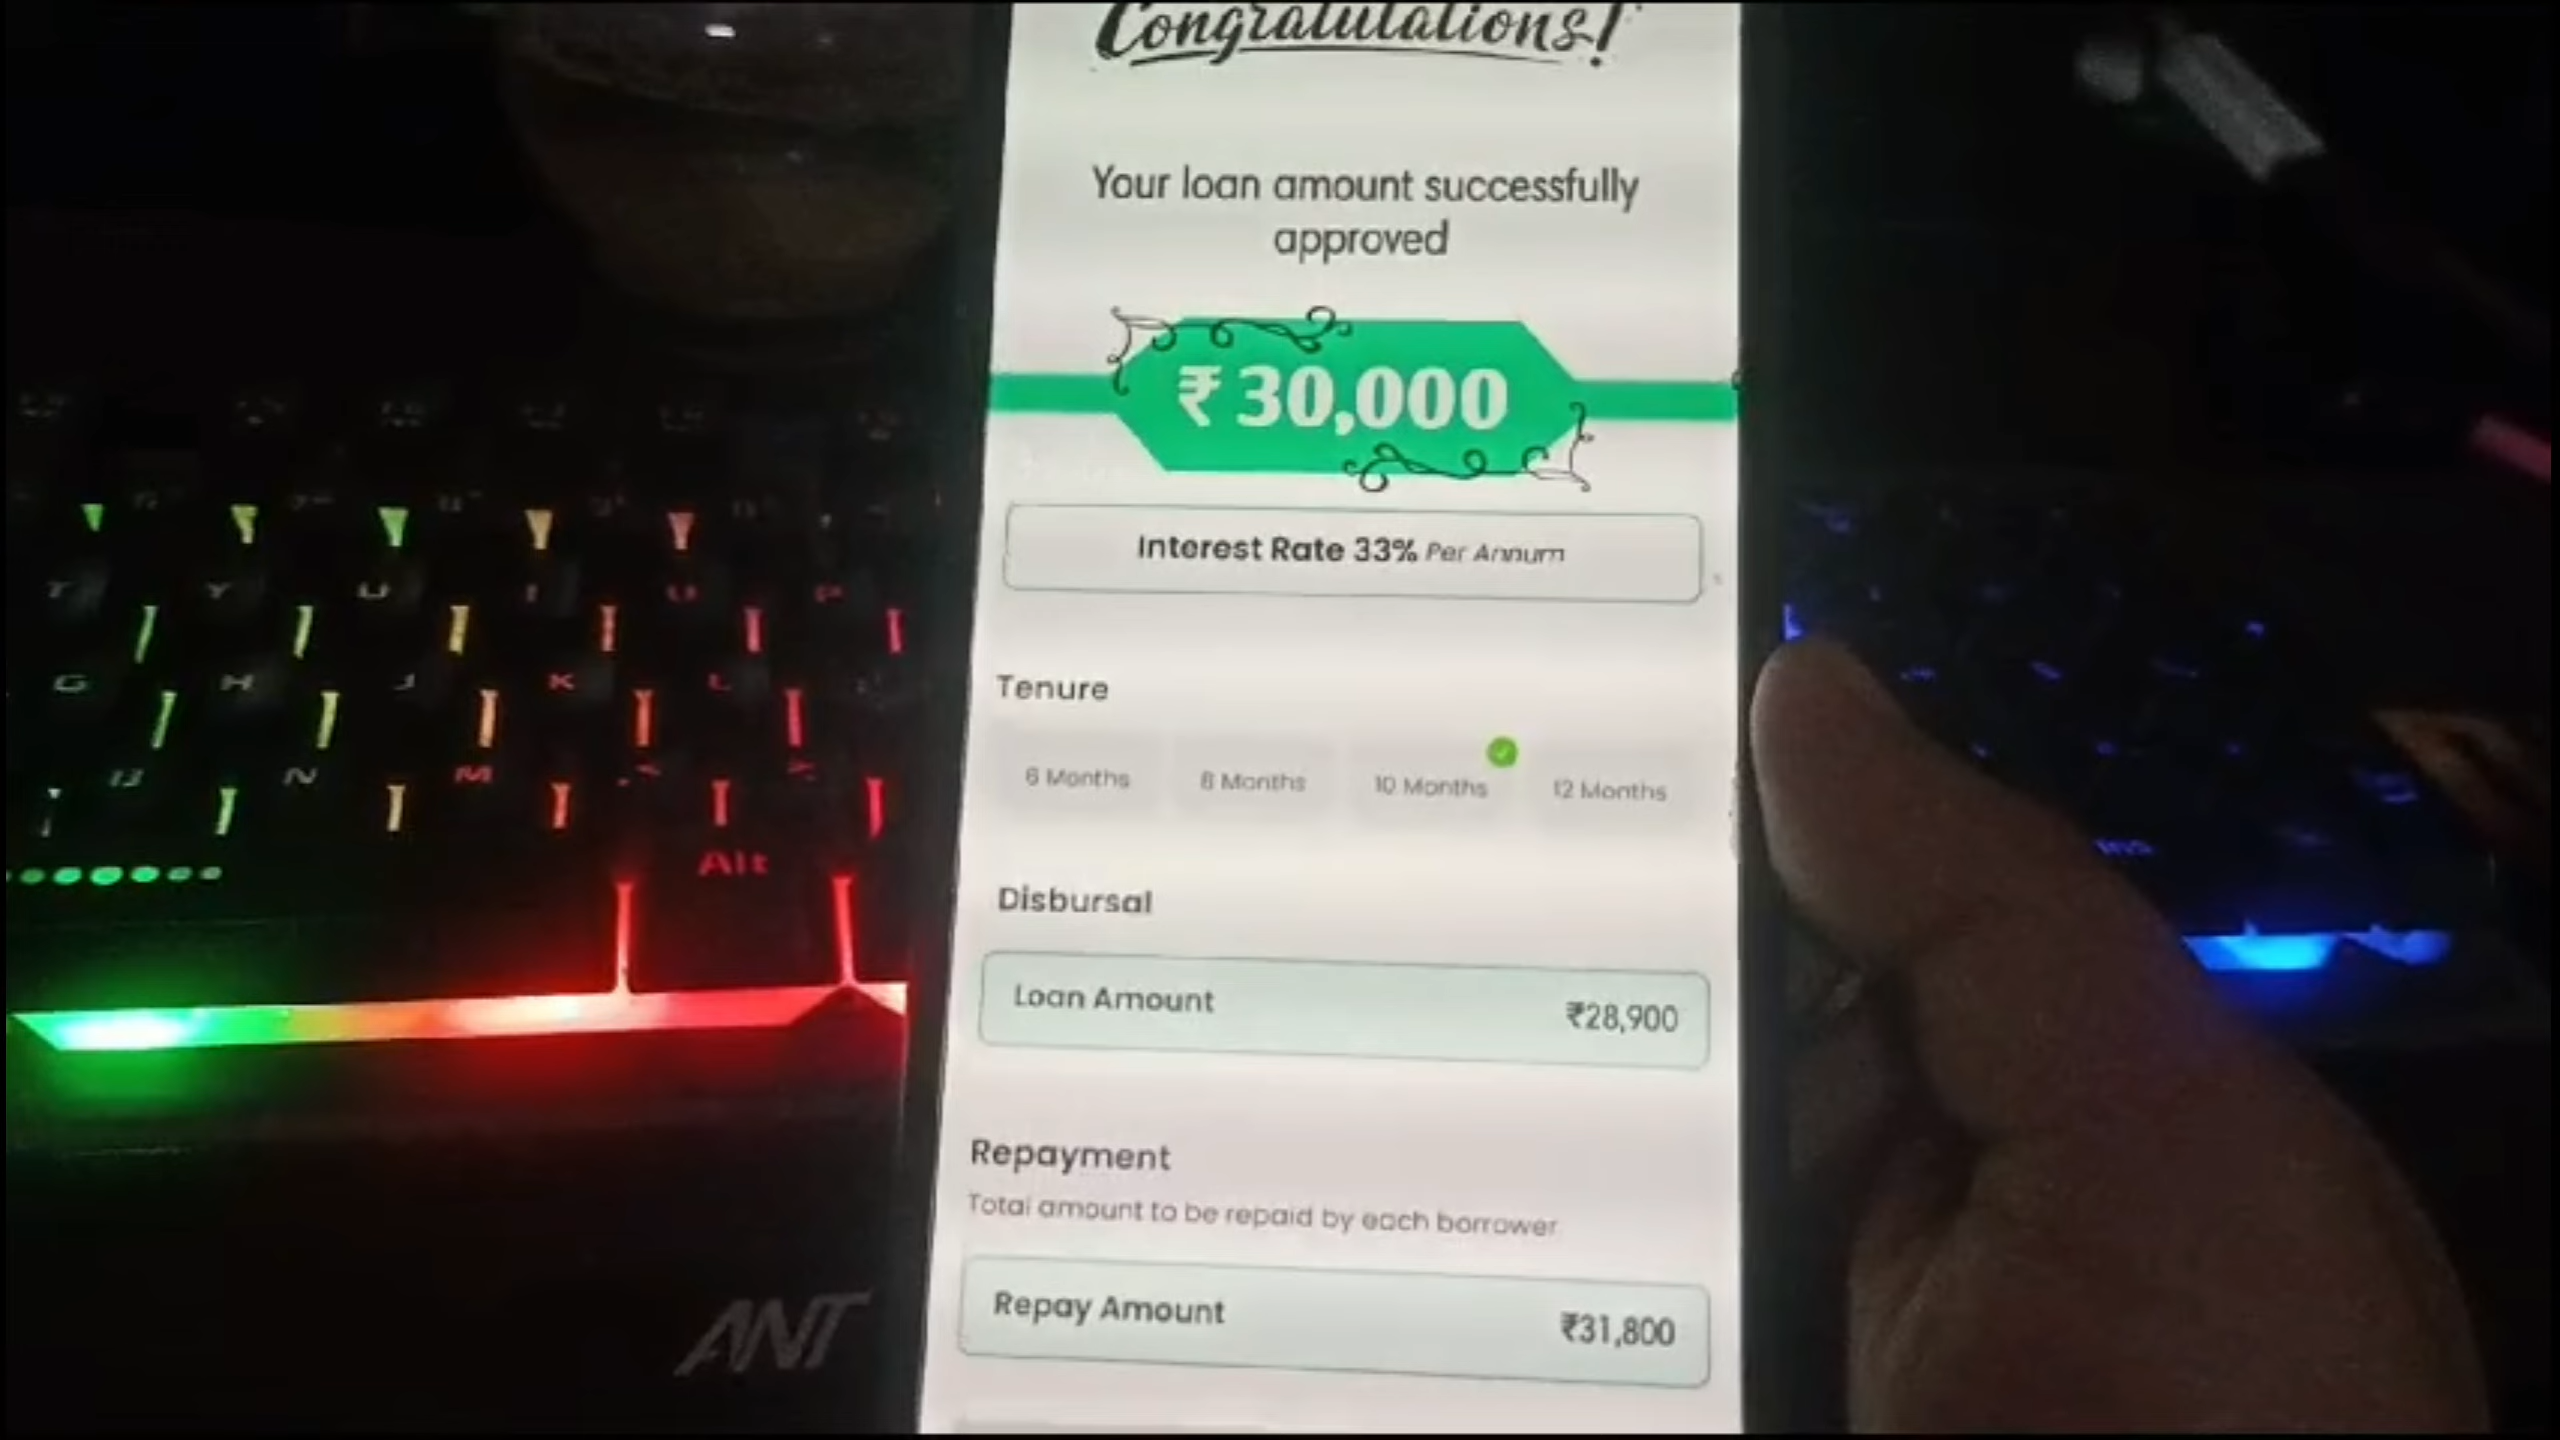 Congratulations!
Your loan amount successfully
approved
₹ 30,000
Interest Rate 33% Per Annum
Tenure
6 Months
8 Months
10 Months
12 Months
Disbursal
Loan Amount ₹28,900
Repayment
Total amount to be repaid by each borrower
Repay Amount ₹31,800
T Y U I O P
G H J K L
B N M
Alt
Ins
ANT